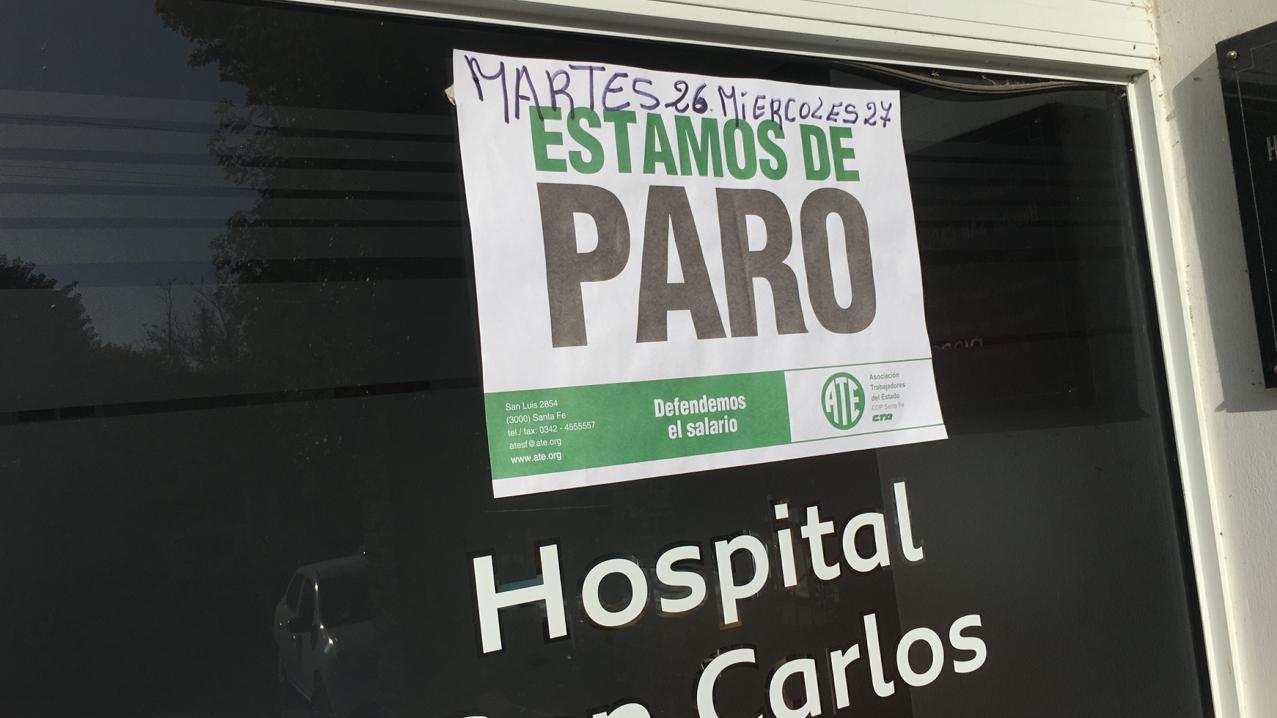 MARTES 26. MIERCOLES 27
ESTAMOS DE
PARO
San Luis 2854
(3000) Santa Fe
tel./ fax: 0342 - 4555557
atesf@ate.org
www.ate.org
Defendemos
el salario
ATE
Asociación
Trabajadores
del Estado
CDP Santa Fe
CTA
Hospital
Carlos
H